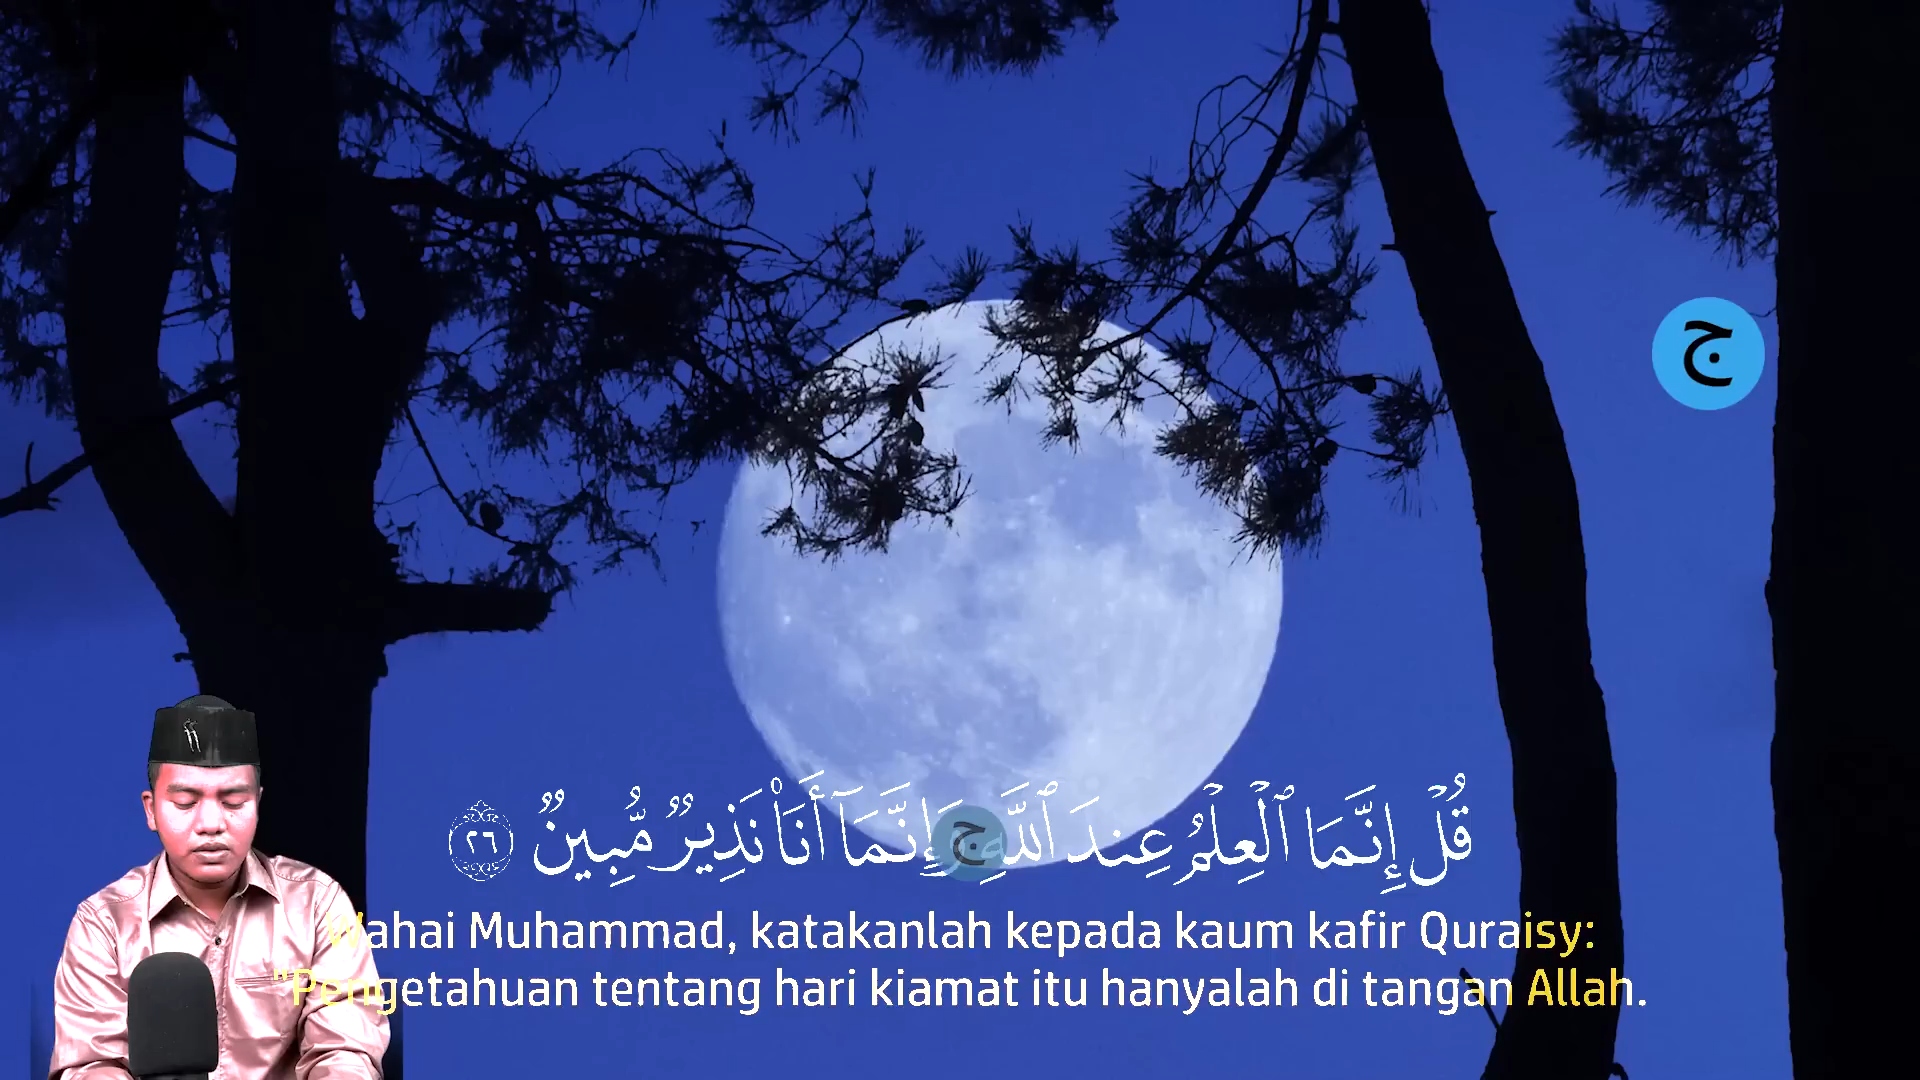 ج
قُلْ إِنَّمَا ٱلْعِلْمُ عِندَ ٱللَّهِ وَإِنَّمَآ أَنَا۠ نَذِيرٌ مُّبِينٌ ٢٦
ج
Wahai Muhammad, katakanlah kepada kaum kafir Quraisy:
"Pengetahuan tentang hari kiamat itu hanyalah di tangan Allah.